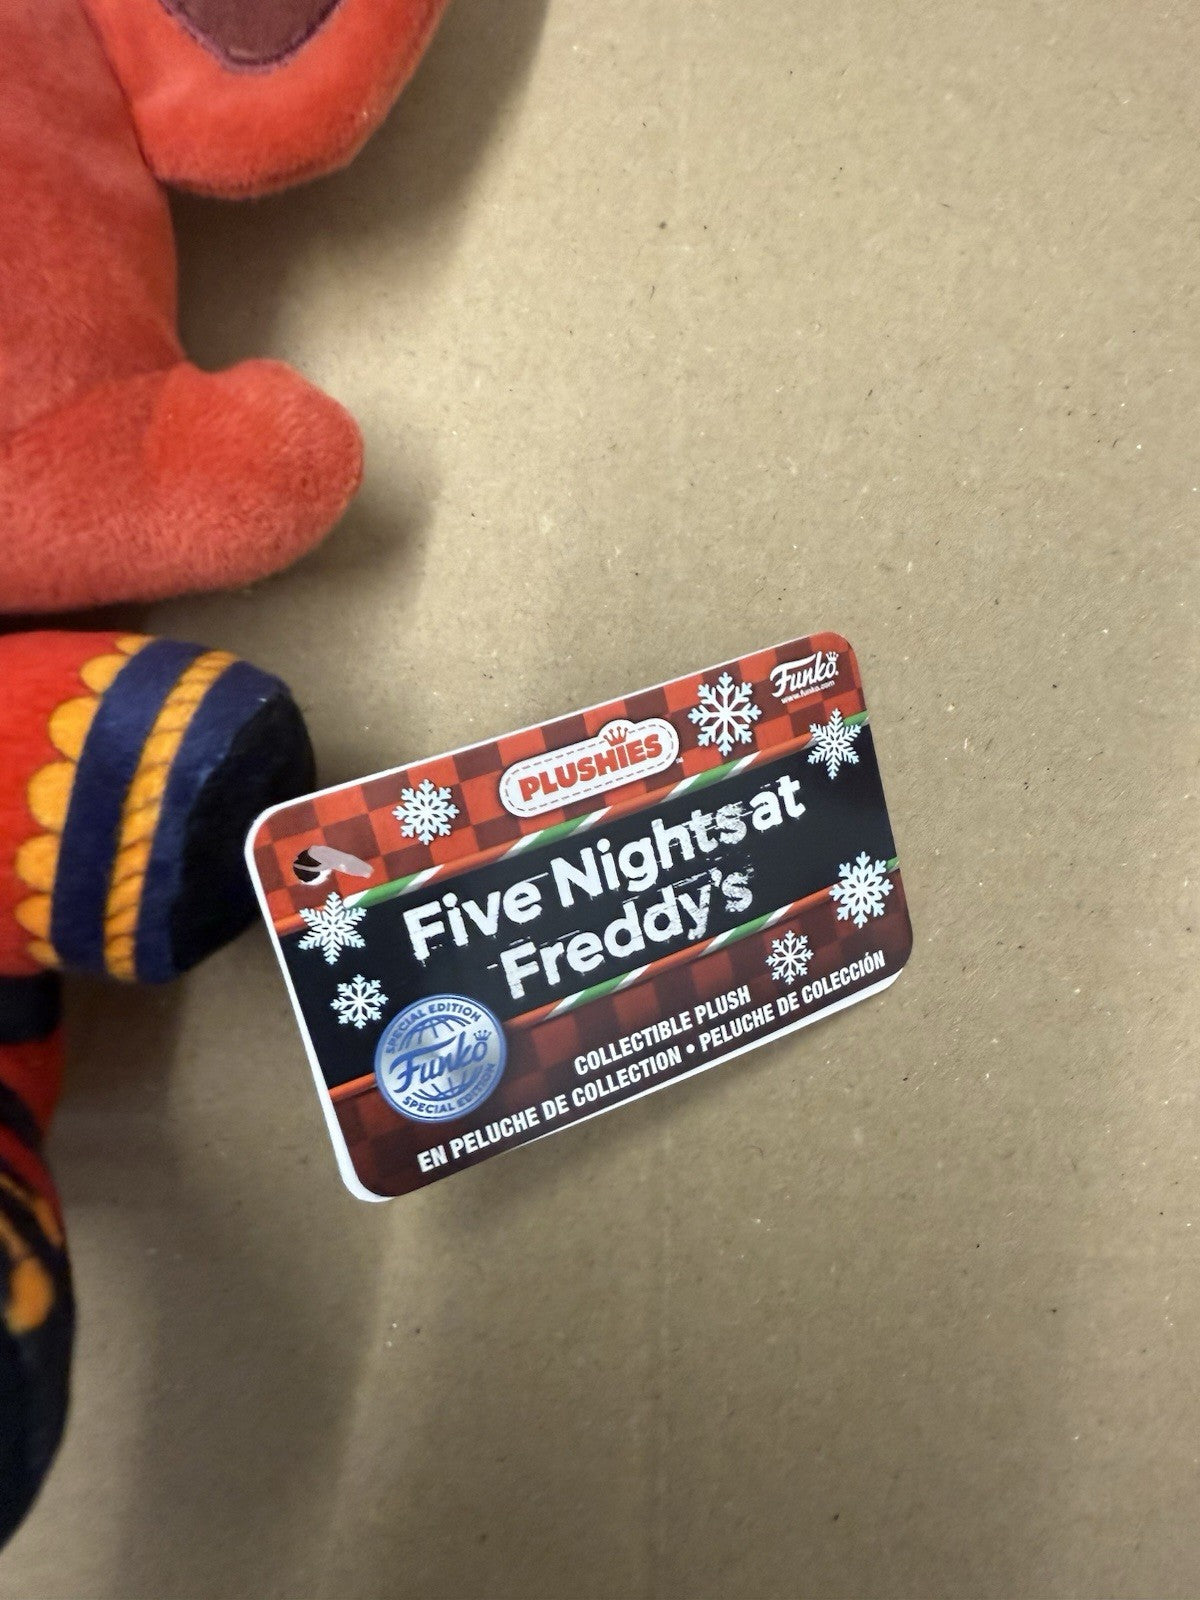 Funko
www.funko.com
PLUSHIES
™
Five Nights at
Freddy's
SPECIAL EDITION
Funko
SPECIAL EDITION
COLLECTIBLE PLUSH
EN PELUCHE DE COLLECTION • PELUCHE DE COLECCIÓN